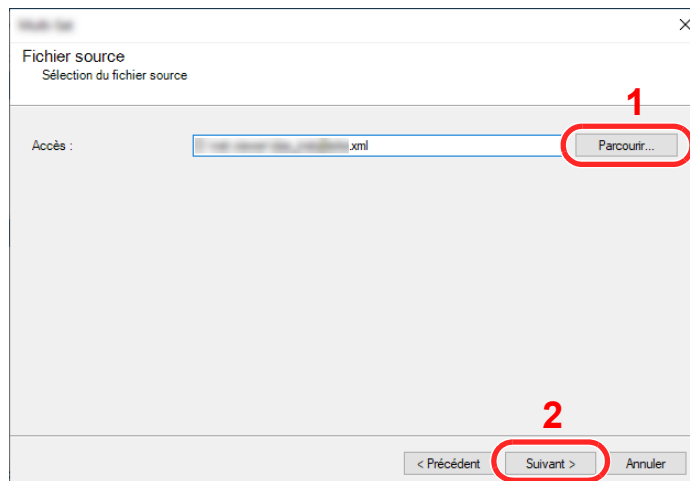 Fichier source
Sélection du fichier source
1
Accès :
.xml
Parcourir...
2
< Précédent
Suivant >
Annuler